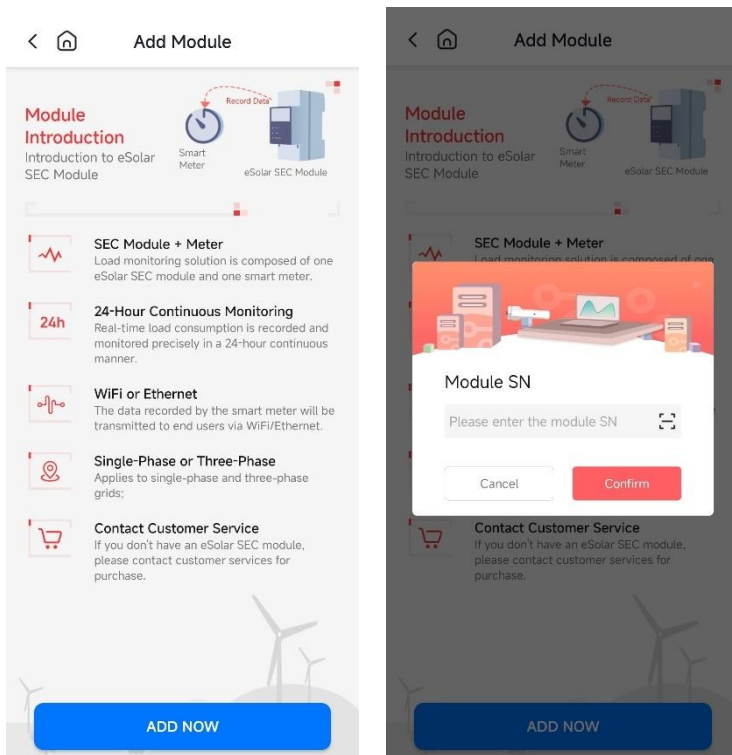 Add Module
Module
Introduction
Introduction to eSolar
SEC Module
Record Data
Smart
Meter
eSolar SEC Module
SEC Module + Meter
Load monitoring solution is composed of one
eSolar SEC module and one smart meter.
24h
24-Hour Continuous Monitoring
Real-time load consumption is recorded and
monitored precisely in a 24-hour continuous
manner.
WiFi or Ethernet
The data recorded by the smart meter will be
transmitted to end users via WiFi/Ethernet.
Single-Phase or Three-Phase
Applies to single-phase and three-phase
grids;
Contact Customer Service
If you don't have an eSolar SEC module,
please contact customer services for
purchase.
ADD NOW
Add Module
Module
Introduction
Introduction to eSolar
SEC Module
Record Data
Smart
Meter
eSolar SEC Module
SEC Module + Meter
Load monitoring solution is composed of one
Module SN
Please enter the module SN
Cancel
Confirm
Contact Customer Service
If you don't have an eSolar SEC module,
please contact customer services for
purchase.
ADD NOW